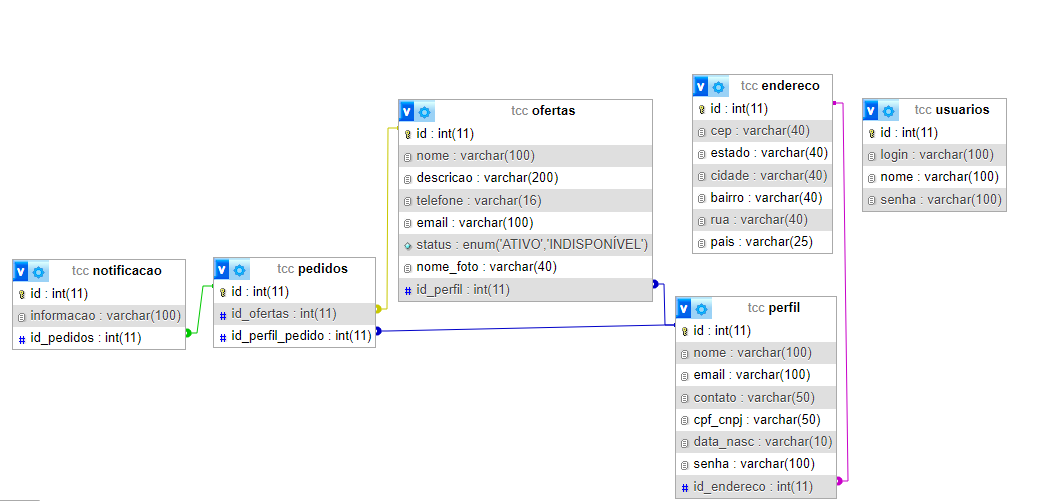 tcc notificacao
id : int(11)
informacao : varchar(100)
id_pedidos : int(11)
tcc pedidos
id : int(11)
id_ofertas : int(11)
id_perfil_pedido : int(11)
tcc ofertas
id : int(11)
nome : varchar(100)
descricao : varchar(200)
telefone : varchar(16)
email : varchar(100)
status : enum('ATIVO','INDISPONÍVEL')
nome_foto : varchar(40)
id_perfil : int(11)
tcc endereco
id : int(11)
cep : varchar(40)
estado : varchar(40)
cidade : varchar(40)
bairro : varchar(40)
rua : varchar(40)
pais : varchar(25)
tcc usuarios
id : int(11)
login : varchar(100)
nome : varchar(100)
senha : varchar(100)
tcc perfil
id : int(11)
nome : varchar(100)
email : varchar(100)
contato : varchar(50)
cpf_cnpj : varchar(50)
data_nasc : varchar(10)
senha : varchar(100)
id_endereco : int(11)